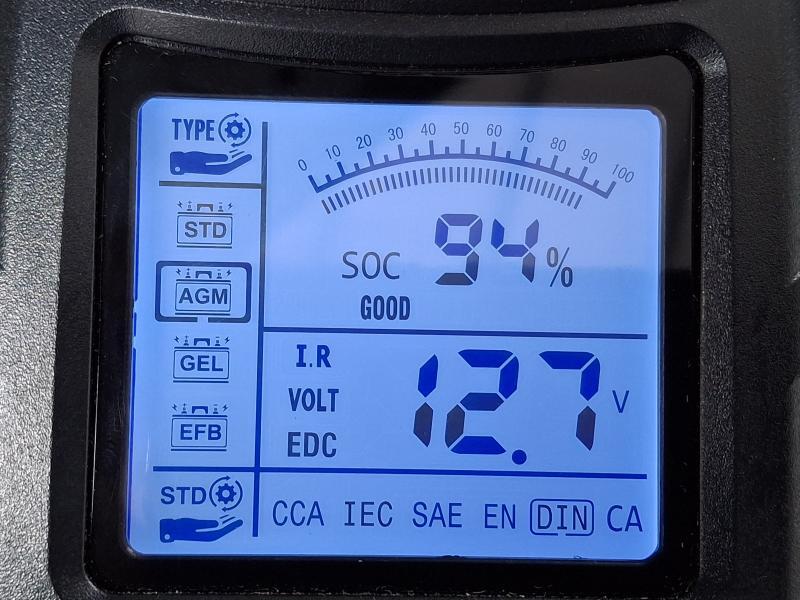 TYPE
0 10 20 30 40 50 60 70 80 90 100
STD
SOC 94%
GOOD
AGM
GEL
EFB
I.R
VOLT
EDC
12.7 V
STD
CCA IEC SAE EN DIN CA